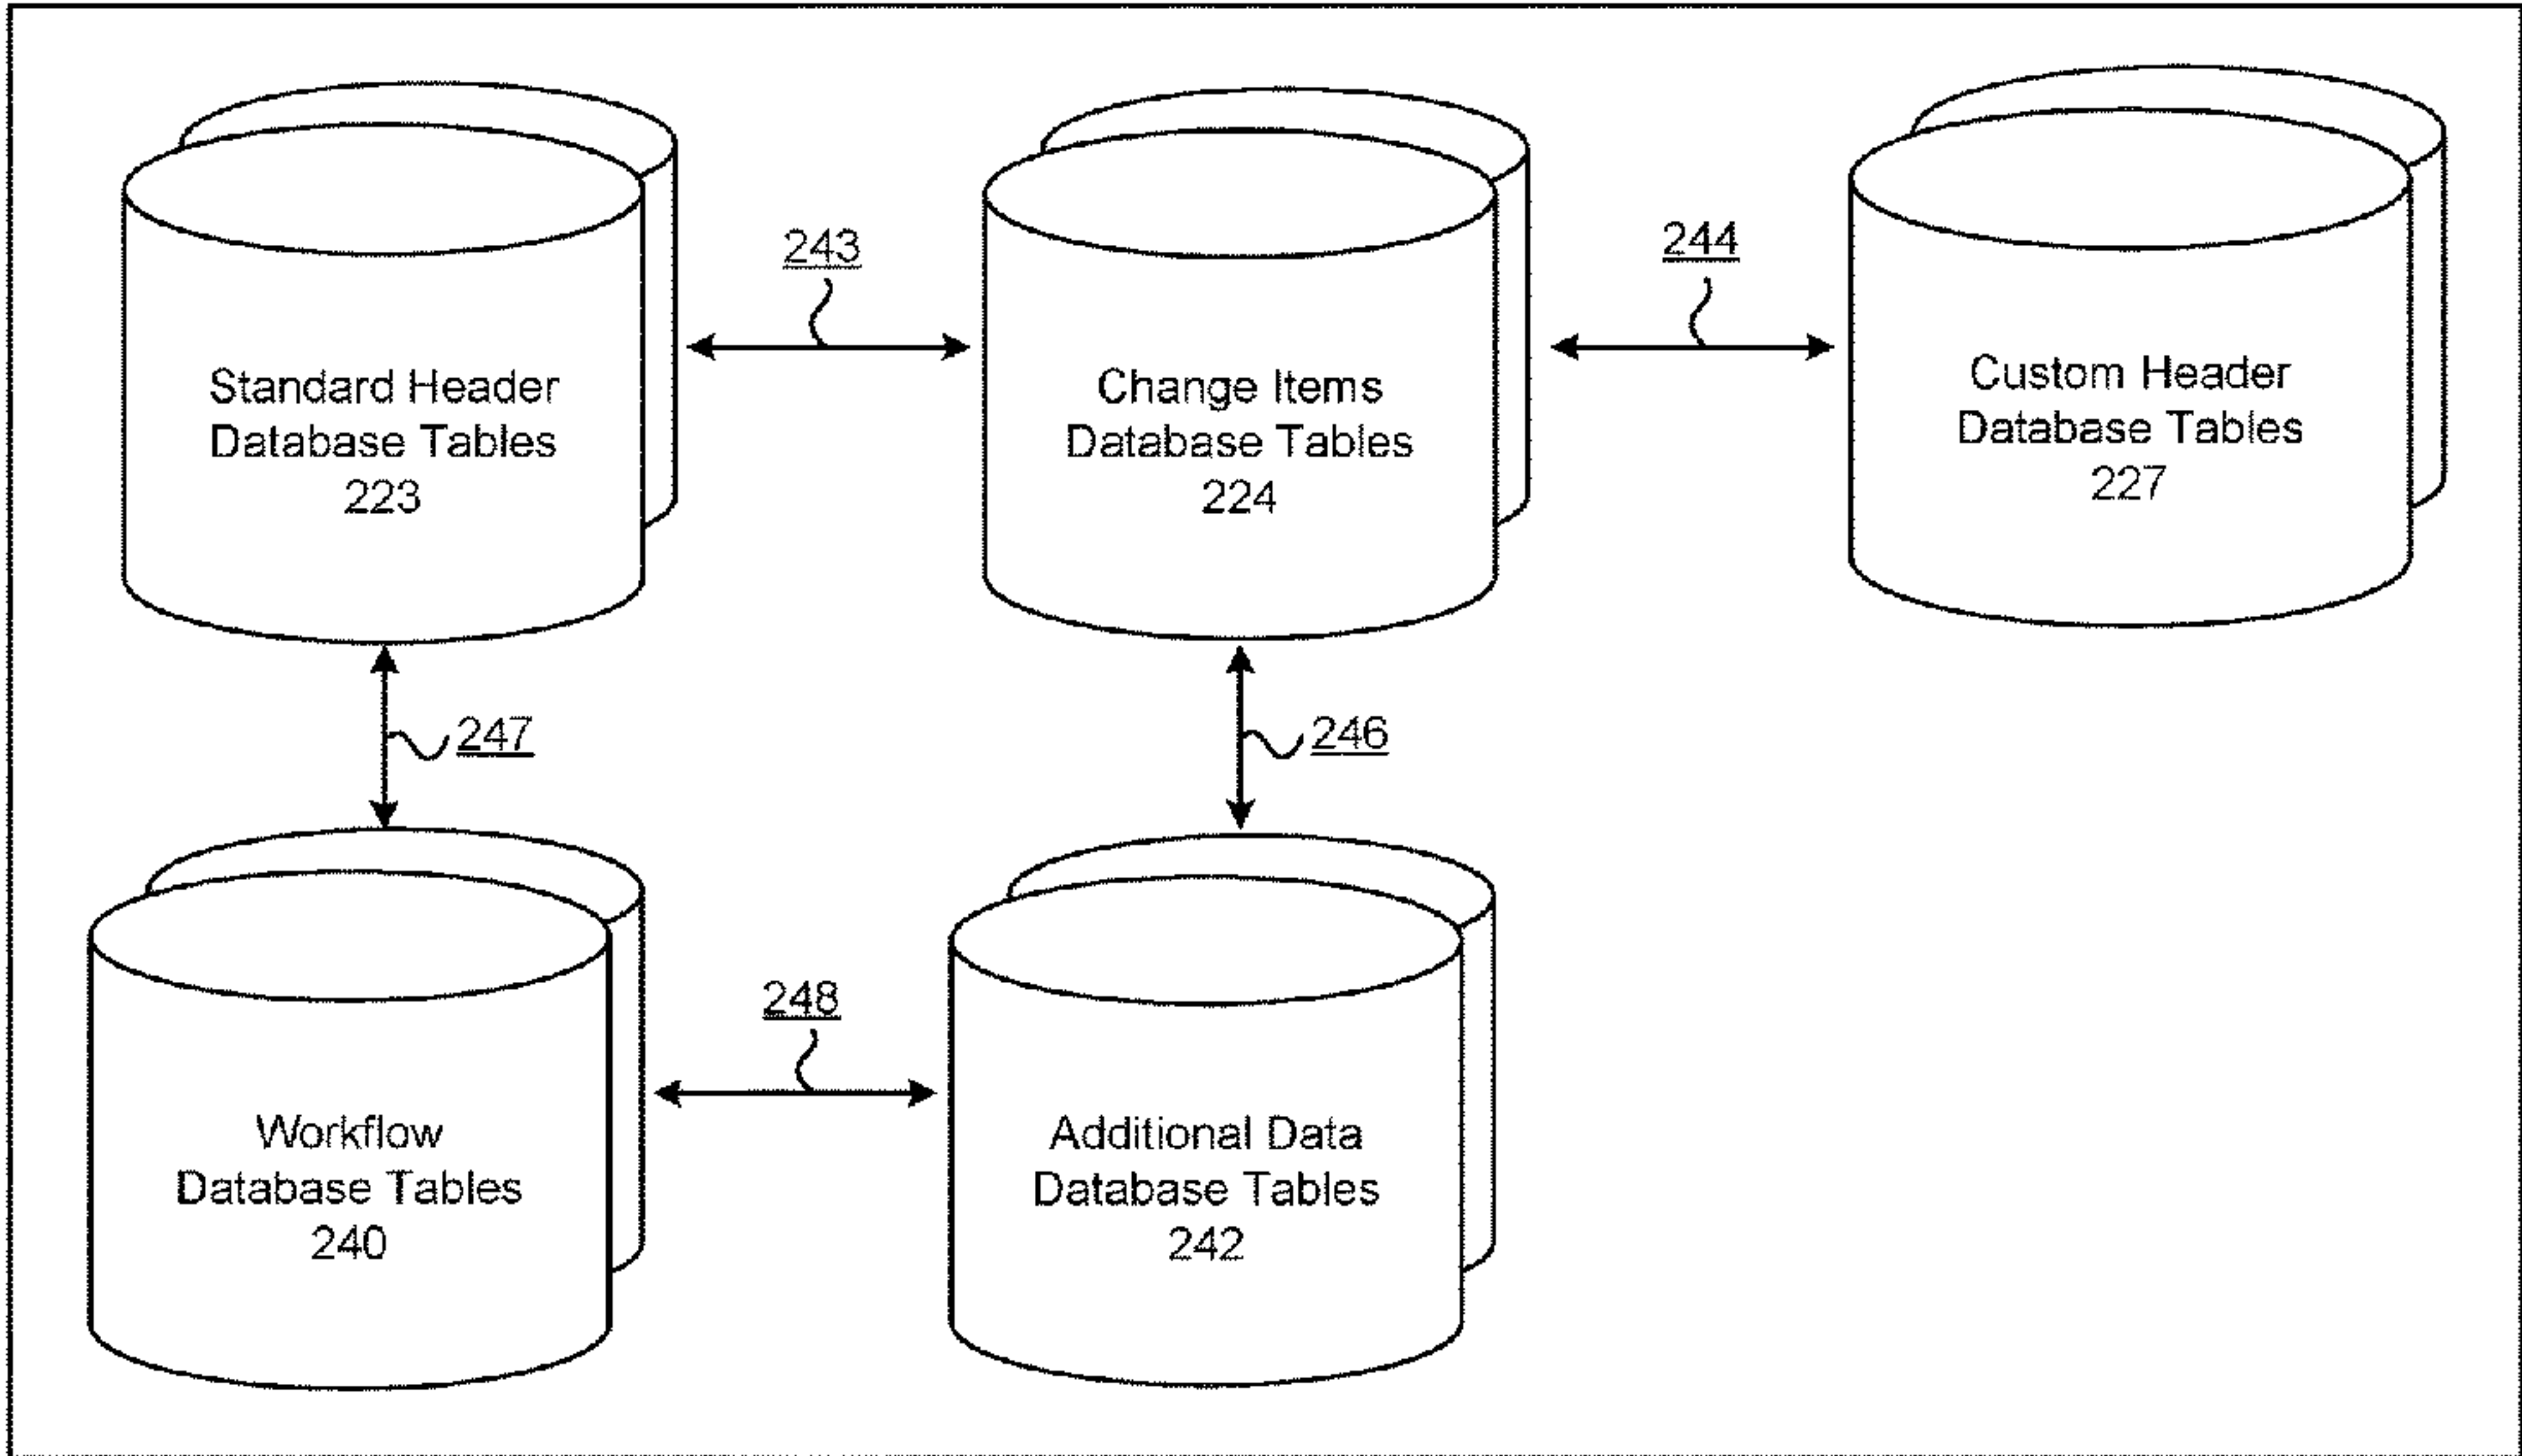 243
244
Standard Header
Database Tables
223
Change Items
Database Tables
224
Custom Header
Database Tables
227
247
246
248
Workflow
Database Tables
240
Additional Data
Database Tables
242